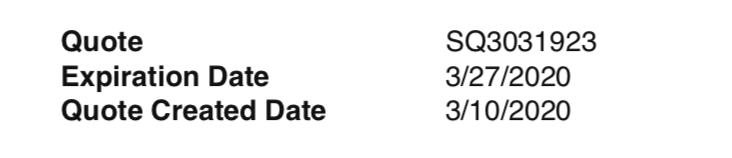 Quote SQ3031923
Expiration Date 3/27/2020
Quote Created Date 3/10/2020